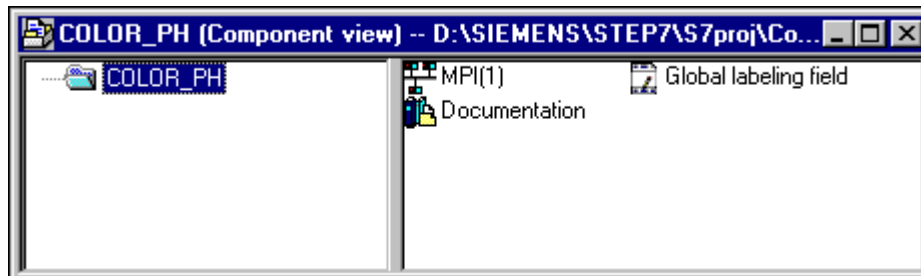 COLOR_PH (Component view) -- D:\SIEMENS\STEP7\S7proj\Co...
COLOR_PH
MPI(1) Global labeling field
Documentation